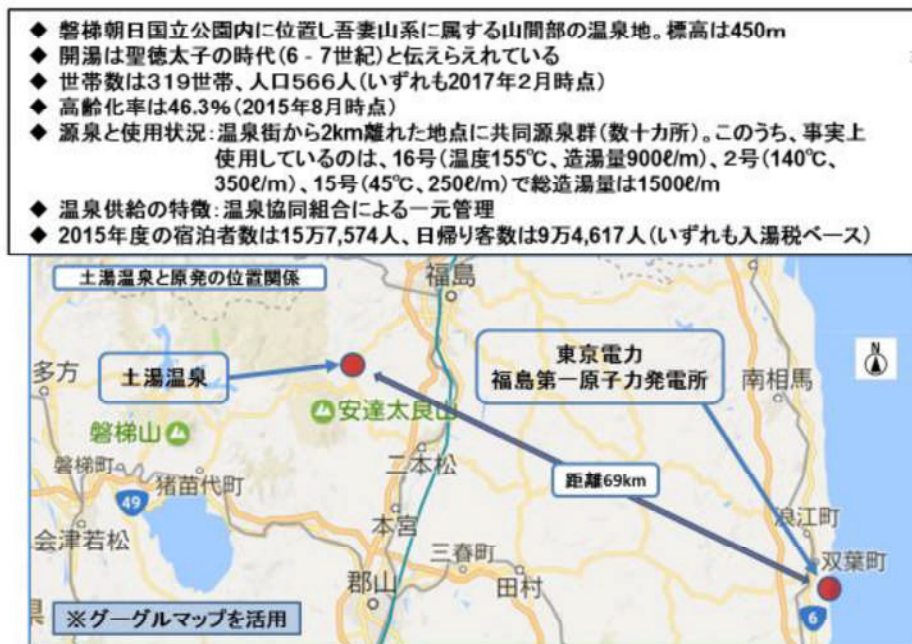 ◆ 磐梯朝日国立公園内に位置し吾妻山系に属する山間部の温泉地。標高は450m
◆ 開湯は聖徳太子の時代(6‐7世紀)と伝えらえれている
◆ 世帯数は319世帯、人口566人(いずれも2017年2月時点)
◆ 高齢化率は46.3%(2015年8月時点)
◆ 源泉と使用状況:温泉街から2km離れた地点に共同源泉群(数十カ所)。このうち、事実上
使用しているのは、16号(温度155℃、造湯量900ℓ/m)、2号(140℃、
350ℓ/m)、15号(45℃、250ℓ/m)で総造湯量は1500ℓ/m
◆ 温泉供給の特徴:温泉協同組合による一元管理
◆ 2015年度の宿泊者数は15万7,574人、日帰り客数は9万4,617人(いずれも入湯税ベース)
土湯温泉と原発の位置関係
福島
N
東京電力
福島第一原子力発電所
土湯温泉
多方
南相馬
安達太良山
磐梯山
二本松
磐梯町
猪苗代町
距離69km
49
浪江町
会津若松
本宮
双葉町
三春町
田村
郡山
県
※グーグルマップを活用
6